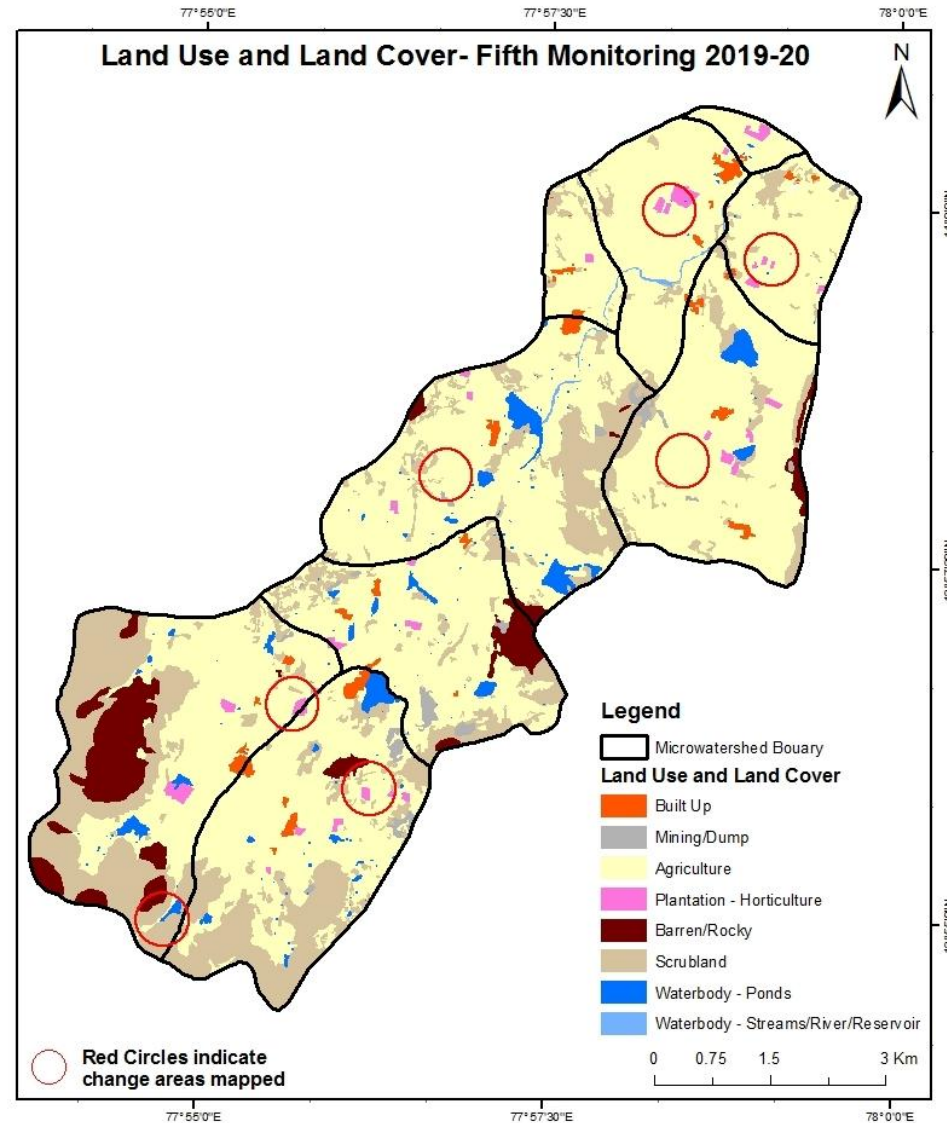 77°55'0"E 77°57'30"E 78°0'0"E
Land Use and Land Cover- Fifth Monitoring 2019-20
N
Legend
Microwatershed Bouary
Land Use and Land Cover
Built Up
Mining/Dump
Agriculture
Plantation - Horticulture
Barren/Rocky
Scrubland
Waterbody - Ponds
Waterbody - Streams/River/Reservoir
Red Circles indicate
change areas mapped
0 0.75 1.5 3 Km
77°55'0"E 77°57'30"E 78°0'0"E